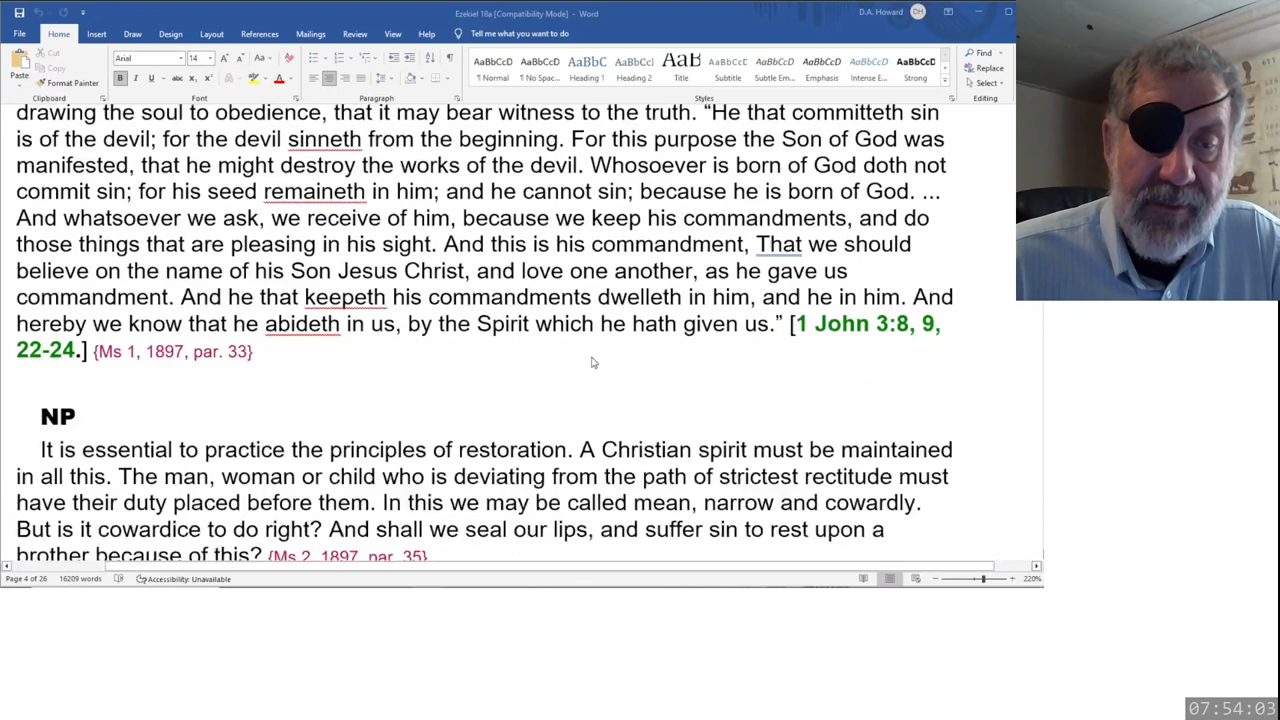 Ezekiel 18a [Compatibility Mode] - Word
D.A. Howard
DH
File Home Insert Draw Design Layout References Mailings Review View Help Tell me what you want to do
Paste
Cut
Copy
Format Painter
Clipboard
Arial 14
Font
Paragraph
AaBbCcD AaBbCcD AaBbC AaBbCcl AaB AaBbCcD AaBbCcD AaBbCcD AaBbCcD AaBbCcD
¶ Normal ¶ No Spac... Heading 1 Heading 2 Title Subtitle Subtle Em... Emphasis Intense E... Strong
Styles
Find
Replace
Select
Editing
drawing the soul to obedience, that it may bear witness to the truth. “He that committeth sin
is of the devil; for the devil sinneth from the beginning. For this purpose the Son of God was
manifested, that he might destroy the works of the devil. Whosoever is born of God doth not
commit sin; for his seed remaineth in him; and he cannot sin; because he is born of God. ...
And whatsoever we ask, we receive of him, because we keep his commandments, and do
those things that are pleasing in his sight. And this is his commandment, That we should
believe on the name of his Son Jesus Christ, and love one another, as he gave us
commandment. And he that keepeth his commandments dwelleth in him, and he in him. And
hereby we know that he abideth in us, by the Spirit which he hath given us.” [1 John 3:8, 9,
22-24.] {Ms 1, 1897, par. 33}
NP
It is essential to practice the principles of restoration. A Christian spirit must be maintained
in all this. The man, woman or child who is deviating from the path of strictest rectitude must
have their duty placed before them. In this we may be called mean, narrow and cowardly.
But is it cowardice to do right? And shall we seal our lips, and suffer sin to rest upon a
brother because of this? {Ms 2, 1897, par. 35}
Page 4 of 26 16209 words Accessibility: Unavailable 220%
07:54:03